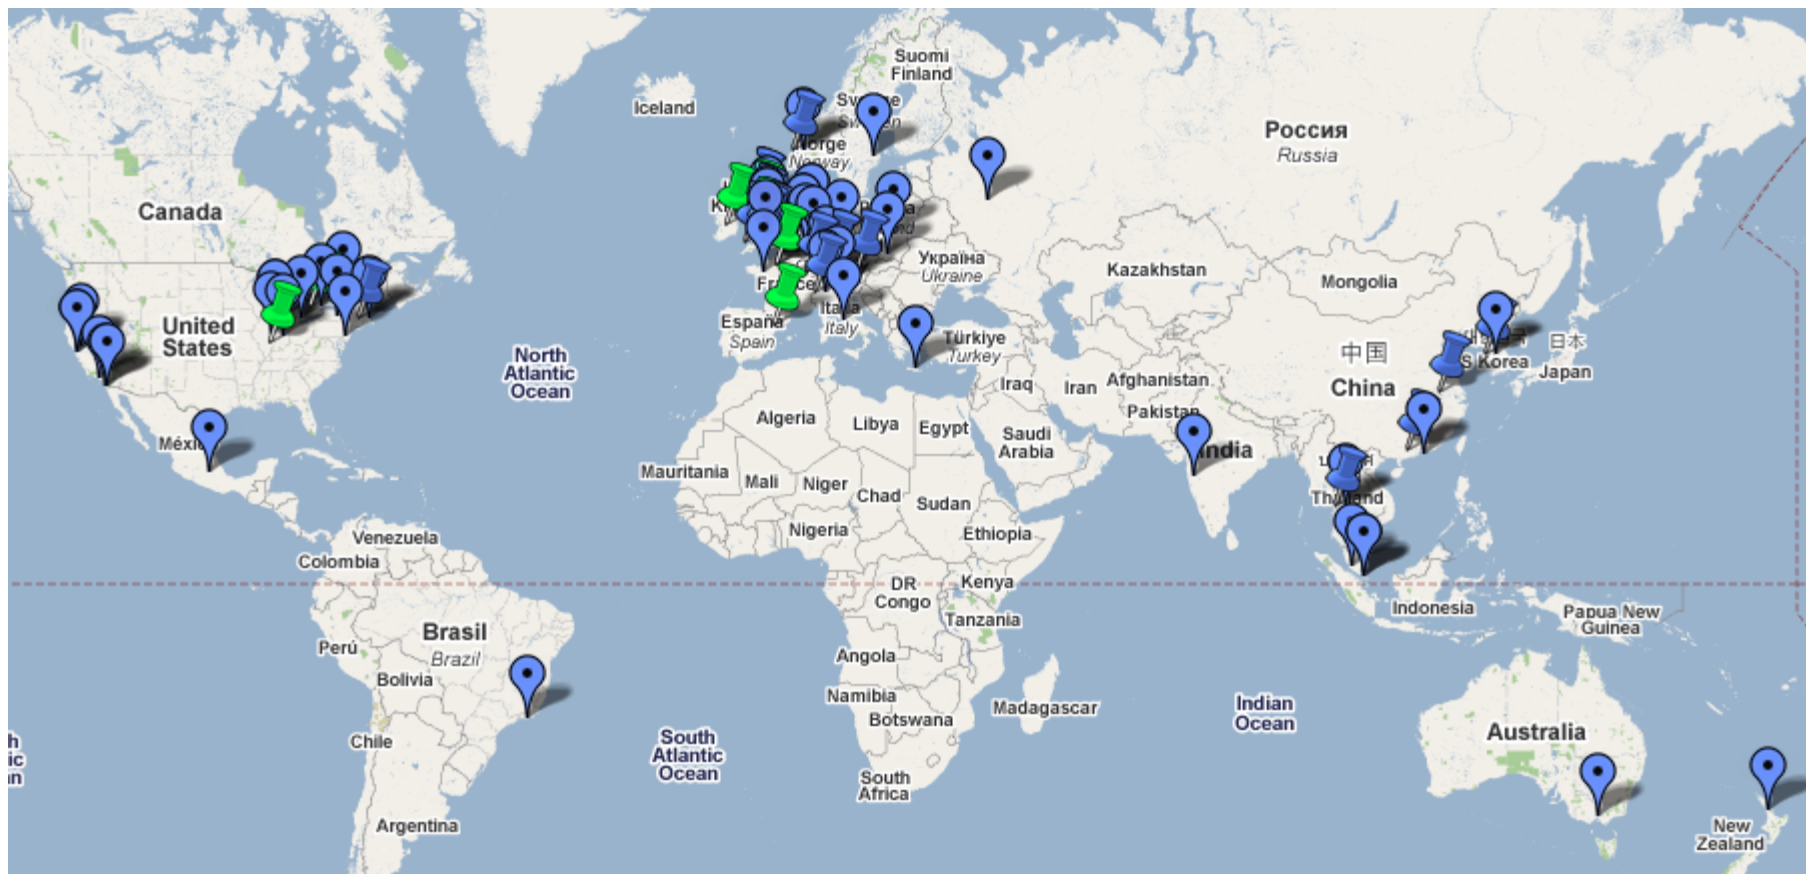 Suomi
Finland
Iceland
Россия
Russia
Norge
Norway
Canada
Україна
Ukraine
Kazakhstan
Mongolia
United
States
España
Spain
Italy
Türkiye
Turkey
中国
China
S Korea
日本
Japan
North
Atlantic
Ocean
Iraq
Iran
Afghanistan
Pakistan
Algeria
Libya
Egypt
Saudi
Arabia
India
Mauritania
Mali
Niger
Chad
Sudan
Thailand
Nigeria
Ethiopia
Venezuela
Colombia
DR
Congo
Kenya
Tanzania
Indonesia
Papua New
Guinea
Brasil
Brazil
Perú
Bolivia
Angola
Namibia
Botswana
Madagascar
Indian
Ocean
Australia
Chile
South
Atlantic
Ocean
South
Africa
Argentina
New
Zealand